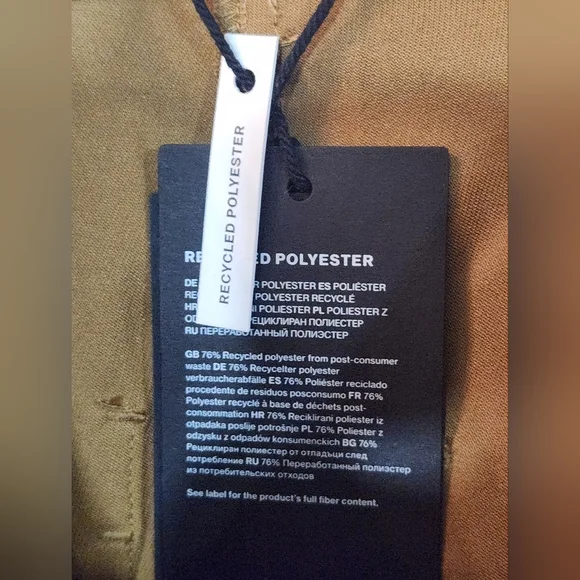 RECYCLED POLYESTER
RE ED POLYESTER
DE R POLYESTER ES POLIÉSTER
RE POLYESTER RECYCLÉ
HR NI POLIESTER PL POLIESTER Z
OD РЕЦИКЛИРАН ПОЛИЕСТЕР
RU ПЕРЕРАБОТАННЫЙ ПОЛИЭСТЕР
GB 76% Recycled polyester from post-consumer
waste DE 76% Recycelter polyester
verbraucherabfälle ES 76% Poliéster reciclado
procedente de residuos posconsumo FR 76%
Polyester recyclé à base de déchets post-
consommation HR 76% Reciklirani poliester iz
otpadaka poslije potrošnje PL 76% Poliester z
odzysku z odpadów konsumenckich BG 76%
Рециклиран полиестер от отпадъци след
потребление RU 76% Переработанный полиэстер
из потребительских отходов
See label for the product's full fiber content.